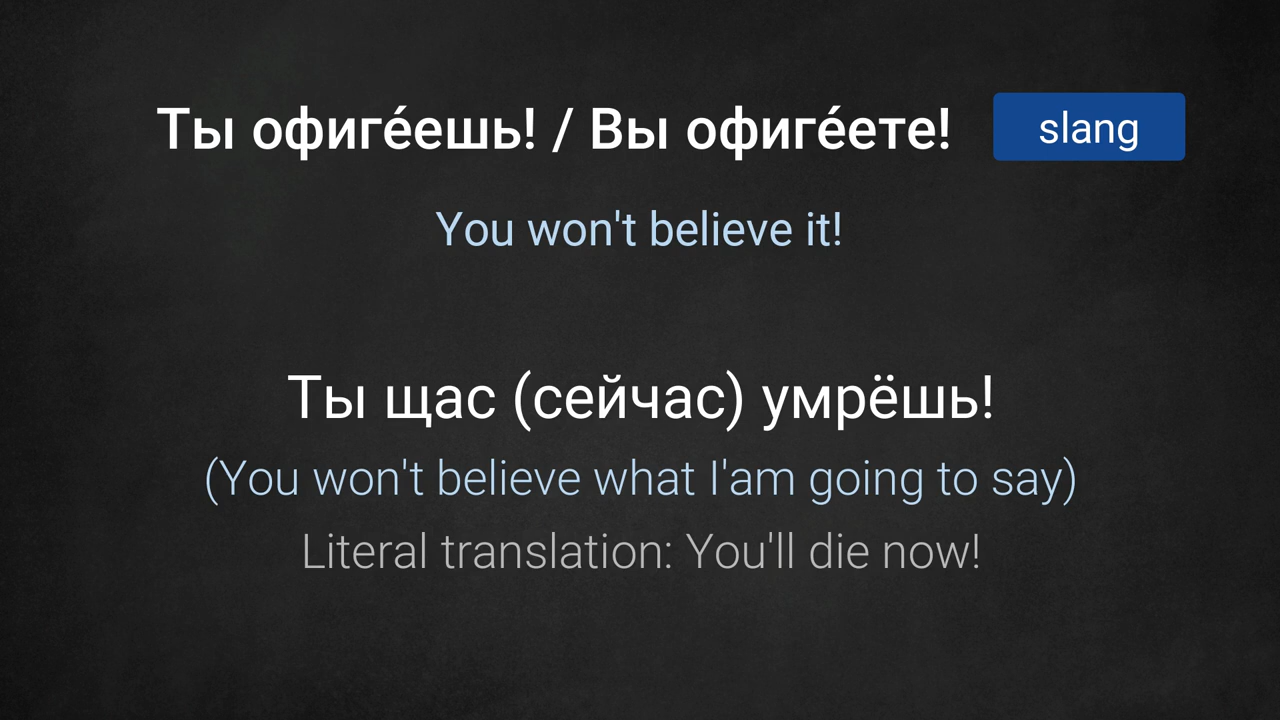 Ты офиге́ешь! / Вы офиге́ете! slang
You won't believe it!
Ты щас (сейчас) умрёшь!
(You won't believe what I'am going to say)
Literal translation: You'll die now!